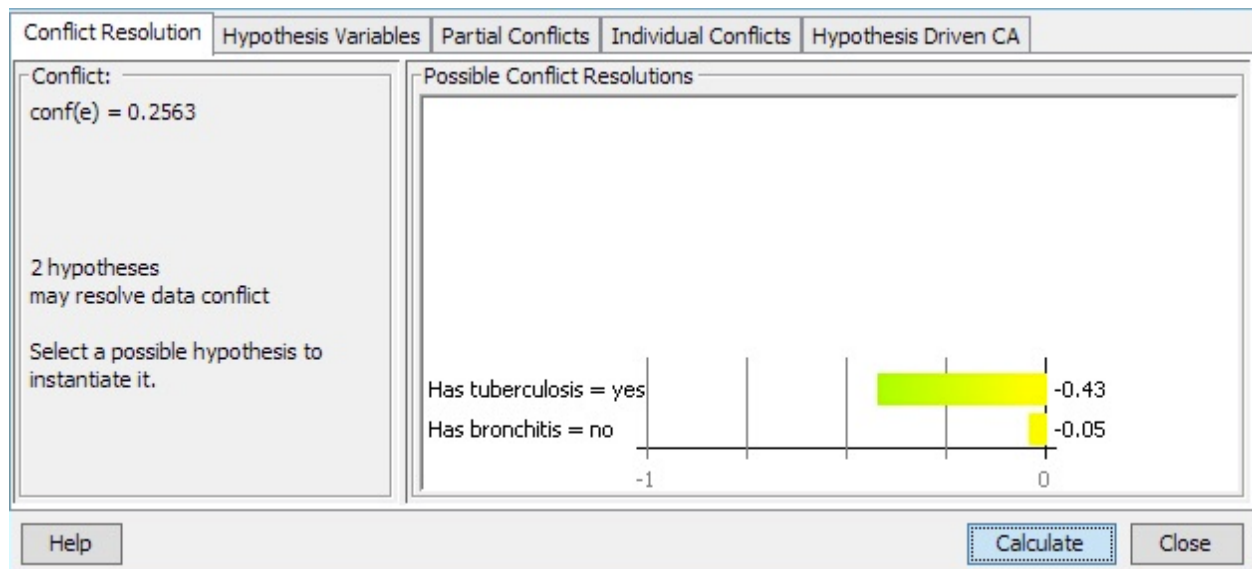 Conflict Resolution Hypothesis Variables Partial Conflicts Individual Conflicts Hypothesis Driven CA
Conflict:
conf(e) = 0.2563
2 hypotheses
may resolve data conflict
Select a possible hypothesis to
instantiate it.
Possible Conflict Resolutions
Has tuberculosis = yes -0.43
Has bronchitis = no -0.05
-1 0
Help Calculate Close